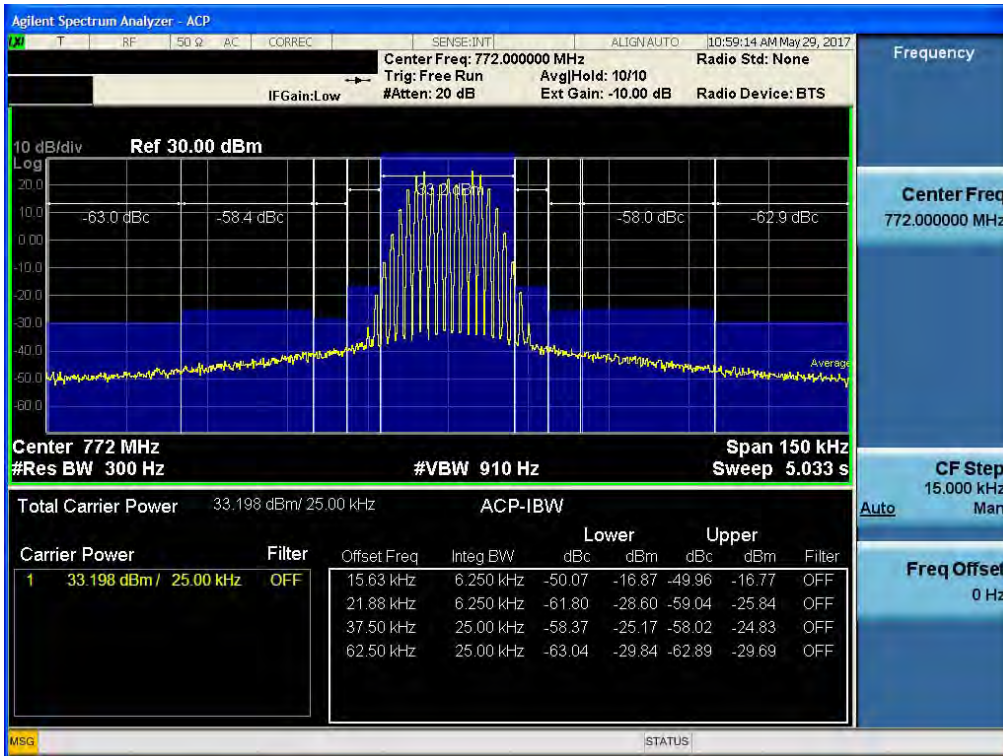 Agilent Spectrum Analyzer - ACP
LXI T RF 50 Ω AC CORREC SENSE:INT ALIGN AUTO 10:59:14 AM May 29, 2017
Center Freq: 772.000000 MHz Radio Std: None
Trig: Free Run Avg|Hold: 10/10
IFGain:Low #Atten: 20 dB Ext Gain: -10.00 dB Radio Device: BTS
10 dB/div Ref 30.00 dBm
Log
20.0
10.0
0.00
-10.0
-20.0
-30.0
-40.0
-50.0
-60.0
-63.0 dBc -58.4 dBc 33.2 dBm -58.0 dBc -62.9 dBc
Average
Center 772 MHz Span 150 kHz
#Res BW 300 Hz #VBW 910 Hz Sweep 5.033 s
Total Carrier Power 33.198 dBm/ 25.00 kHz ACP-IBW
Lower Upper
Carrier Power Filter Offset Freq Integ BW dBc dBm dBc dBm Filter
1 33.198 dBm / 25.00 kHz OFF 15.63 kHz 6.250 kHz -50.07 -16.87 -49.96 -16.77 OFF
21.88 kHz 6.250 kHz -61.80 -28.60 -59.04 -25.84 OFF
37.50 kHz 25.00 kHz -58.37 -25.17 -58.02 -24.83 OFF
62.50 kHz 25.00 kHz -63.04 -29.84 -62.89 -29.69 OFF
MSG STATUS
Frequency
Center Freq
772.000000 MHz
CF Step
15.000 kHz
Auto Man
Freq Offset
0 Hz